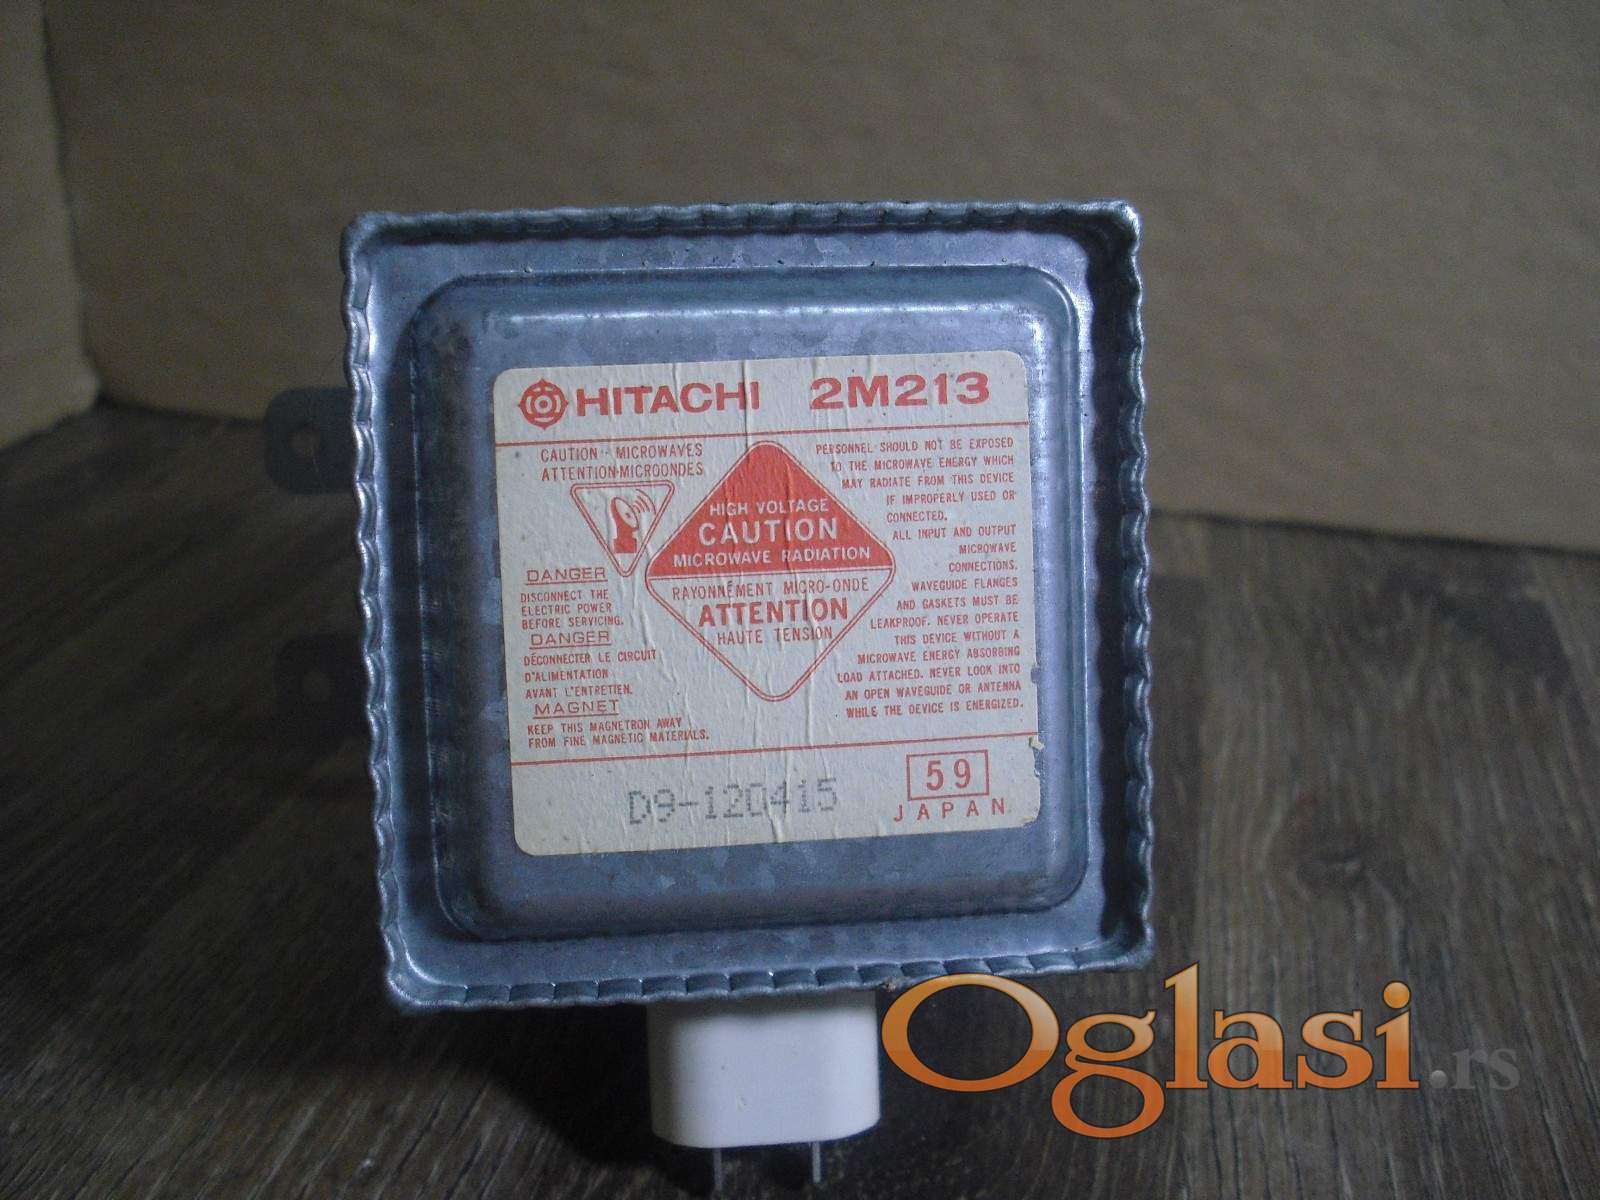 HITACHI 2M213
CAUTION - MICROWAVES
ATTENTION-MICROONDES
DANGER
DISCONNECT THE
ELECTRIC POWER
BEFORE SERVICING.
DANGER
DÉCONNECTER LE CIRCUIT
D'ALIMENTATION
AVANT L'ENTRETIEN.
MAGNET
KEEP THIS MAGNETRON AWAY
FROM FINE MAGNETIC MATERIALS.
HIGH VOLTAGE
CAUTION
MICROWAVE RADIATION
RAYONNÉMENT MICRO-ONDE
ATTENTION
HAUTE TENSION
PERSONNEL SHOULD NOT BE EXPOSED
TO THE MICROWAVE ENERGY WHICH
MAY RADIATE FROM THIS DEVICE
IF IMPROPERLY USED OR
CONNECTED.
ALL INPUT AND OUTPUT
MICROWAVE
CONNECTIONS.
WAVEGUIDE FLANGES
AND GASKETS MUST BE
LEAKPROOF. NEVER OPERATE
THIS DEVICE WITHOUT A
MICROWAVE ENERGY ABSORBING
LOAD ATTACHED. NEVER LOOK INTO
AN OPEN WAVEGUIDE OR ANTENNA
WHILE THE DEVICE IS ENERGIZED.
D9-120415
59
JAPAN
Oglasi.rs